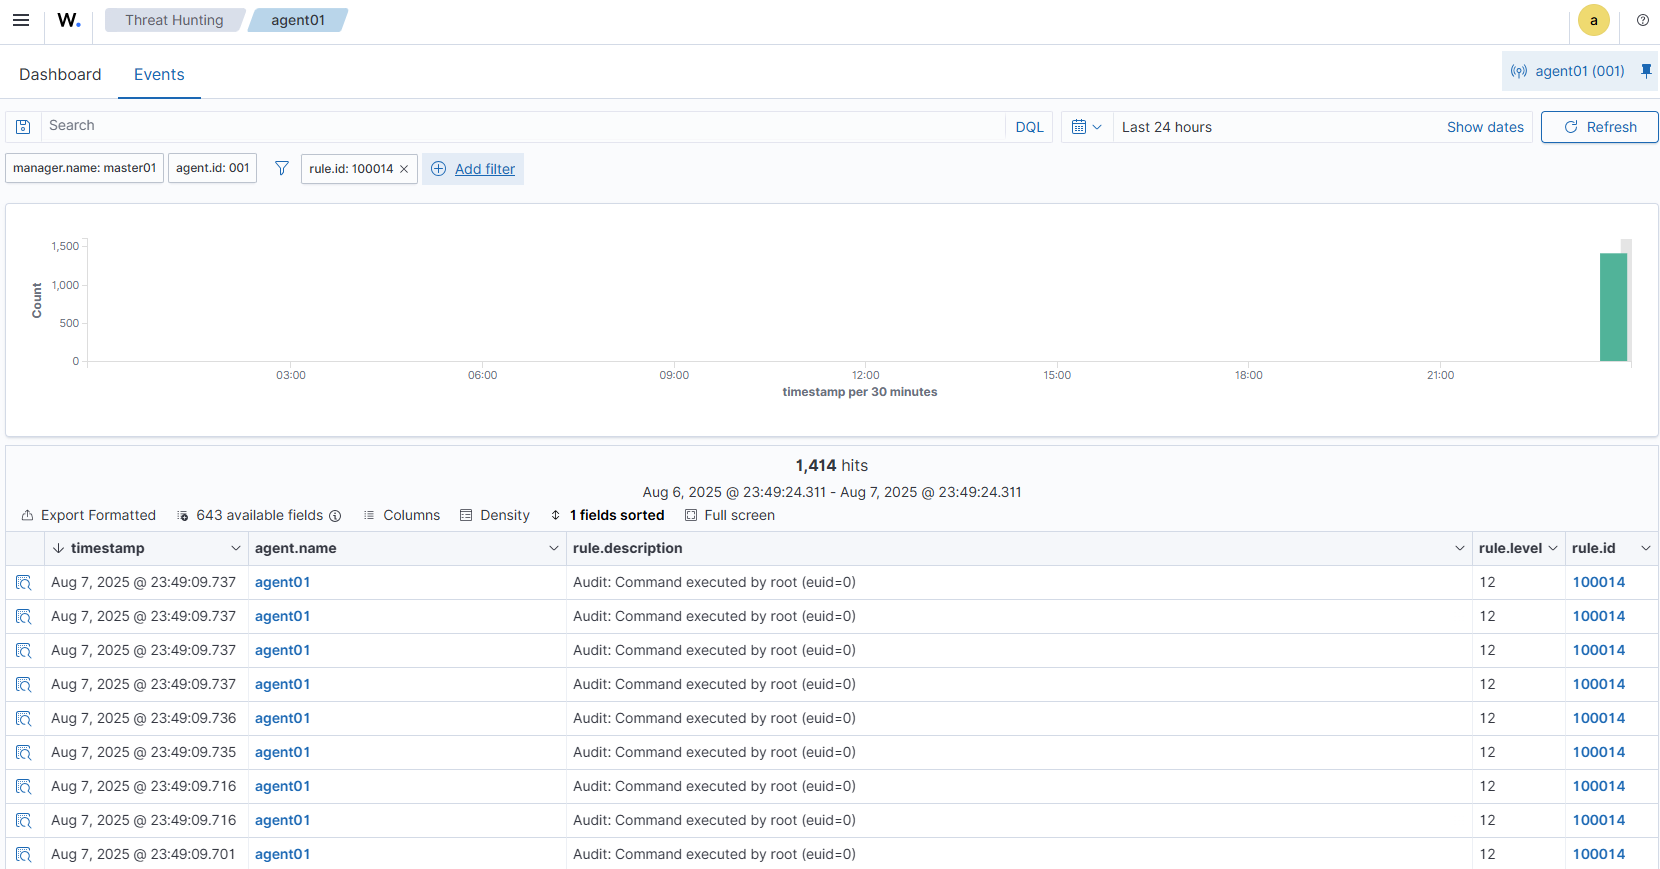 W. Threat Hunting agent01 a
Dashboard Events agent01 (001)
Search DQL Last 24 hours Show dates Refresh
manager.name: master01 agent.id: 001 rule.id: 100014 × Add filter
Count
1,500
1,000
500
0
03:00 06:00 09:00 12:00 15:00 18:00 21:00
timestamp per 30 minutes
1,414 hits
Aug 6, 2025 @ 23:49:24.311 - Aug 7, 2025 @ 23:49:24.311
Export Formatted 643 available fields Columns Density 1 fields sorted Full screen
timestamp agent.name rule.description rule.level rule.id
Aug 7, 2025 @ 23:49:09.737 agent01 Audit: Command executed by root (euid=0) 12 100014
Aug 7, 2025 @ 23:49:09.737 agent01 Audit: Command executed by root (euid=0) 12 100014
Aug 7, 2025 @ 23:49:09.737 agent01 Audit: Command executed by root (euid=0) 12 100014
Aug 7, 2025 @ 23:49:09.737 agent01 Audit: Command executed by root (euid=0) 12 100014
Aug 7, 2025 @ 23:49:09.736 agent01 Audit: Command executed by root (euid=0) 12 100014
Aug 7, 2025 @ 23:49:09.735 agent01 Audit: Command executed by root (euid=0) 12 100014
Aug 7, 2025 @ 23:49:09.716 agent01 Audit: Command executed by root (euid=0) 12 100014
Aug 7, 2025 @ 23:49:09.716 agent01 Audit: Command executed by root (euid=0) 12 100014
Aug 7, 2025 @ 23:49:09.701 agent01 Audit: Command executed by root (euid=0) 12 100014